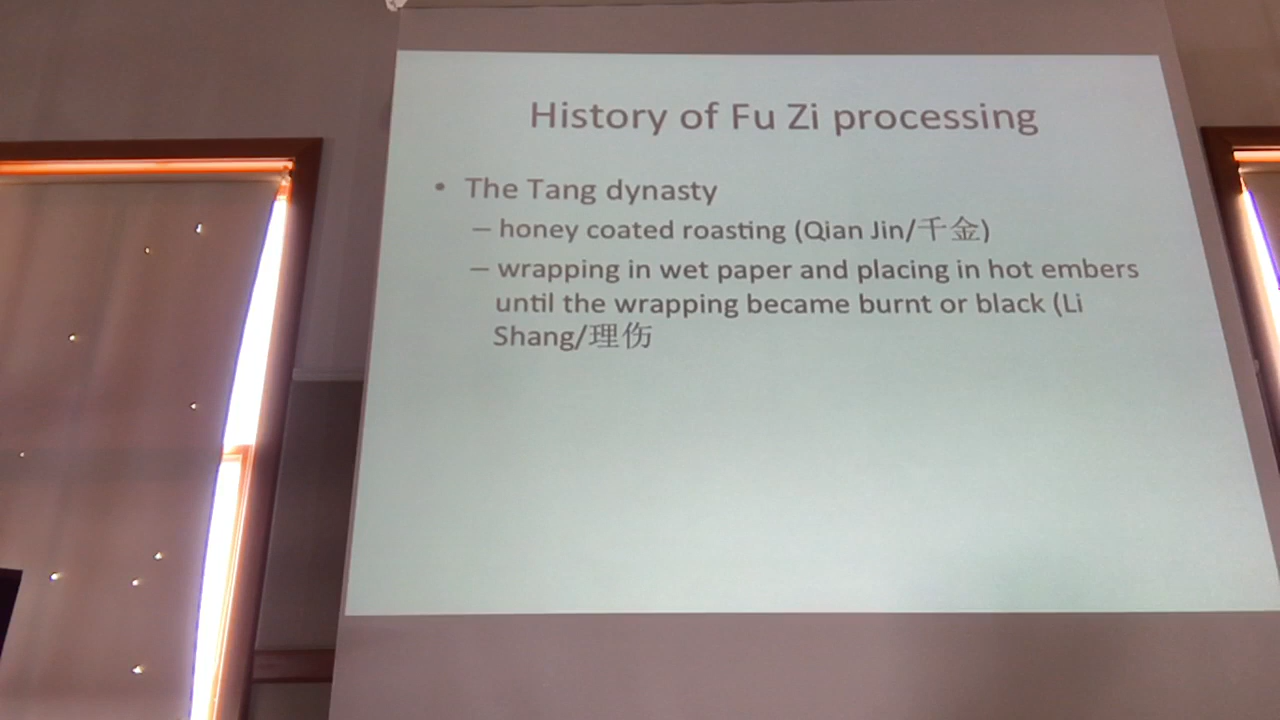 History of Fu Zi processing
• The Tang dynasty
– honey coated roasting (Qian Jin/千金)
– wrapping in wet paper and placing in hot embers
until the wrapping became burnt or black (Li
Shang/理伤